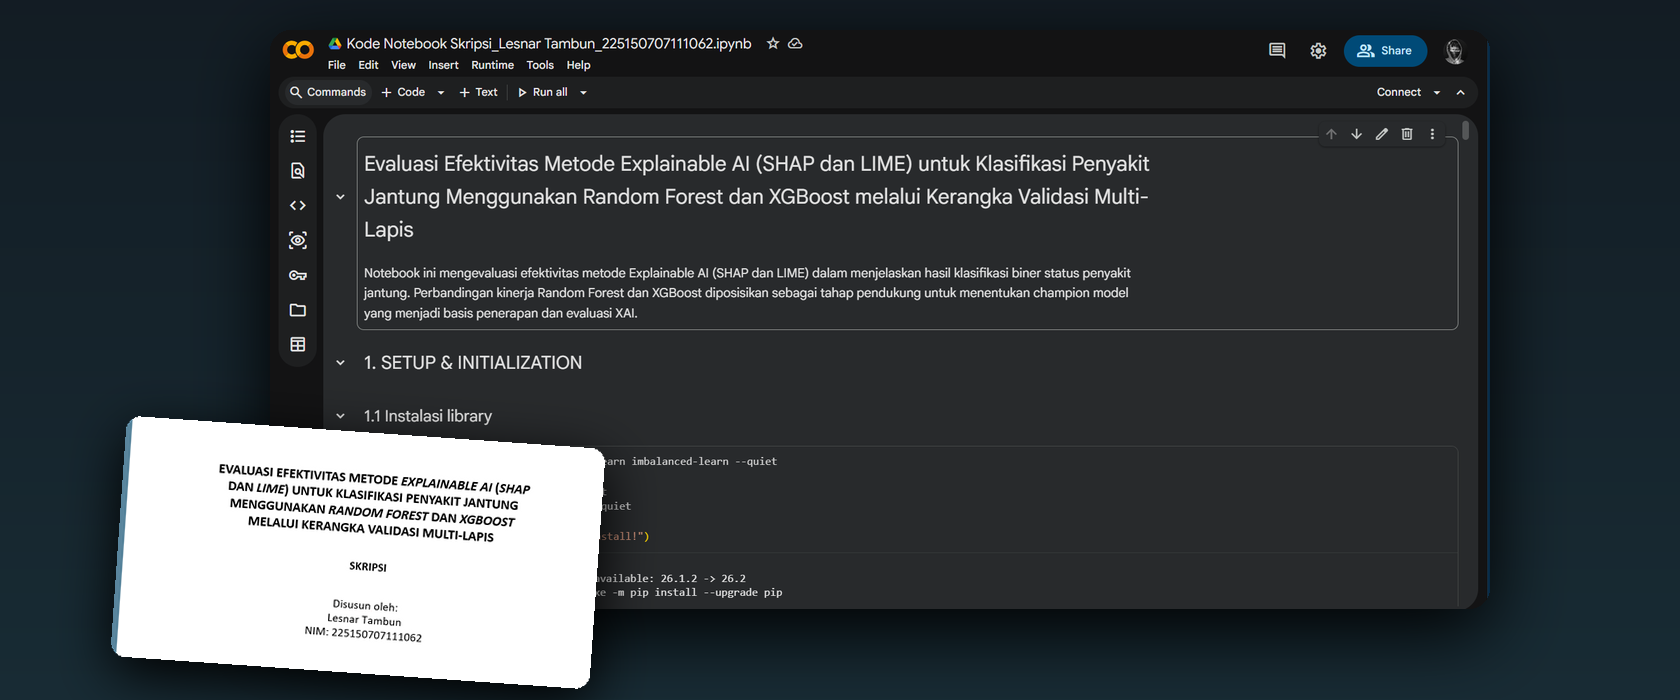 Kode Notebook Skripsi_Lesnar Tambun_225150707111062.ipynb
File Edit View Insert Runtime Tools Help
Share
Commands + Code + Text Run all
Connect
Evaluasi Efektivitas Metode Explainable AI (SHAP dan LIME) untuk Klasifikasi Penyakit
Jantung Menggunakan Random Forest dan XGBoost melalui Kerangka Validasi Multi-
Lapis
Notebook ini mengevaluasi efektivitas metode Explainable AI (SHAP dan LIME) dalam menjelaskan hasil klasifikasi biner status penyakit
jantung. Perbandingan kinerja Random Forest dan XGBoost diposisikan sebagai tahap pendukung untuk menentukan champion model
yang menjadi basis penerapan dan evaluasi XAI.
1. SETUP & INITIALIZATION
1.1 Instalasi library
earn imbalanced-learn --quiet
t
quiet
stall!")
available: 26.1.2 -> 26.2
xe -m pip install --upgrade pip
EVALUASI EFEKTIVITAS METODE EXPLAINABLE AI (SHAP
DAN LIME) UNTUK KLASIFIKASI PENYAKIT JANTUNG
MENGGUNAKAN RANDOM FOREST DAN XGBOOST
MELALUI KERANGKA VALIDASI MULTI-LAPIS
SKRIPSI
Disusun oleh:
Lesnar Tambun
NIM: 225150707111062